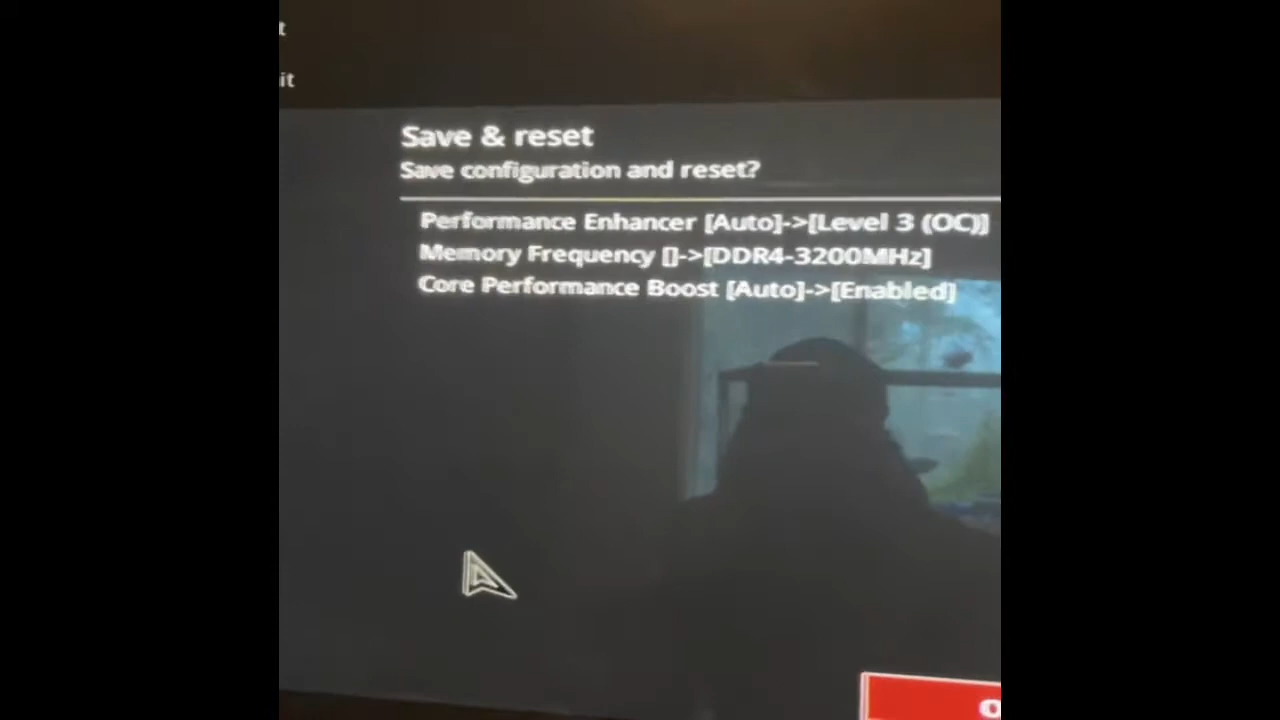 Save & reset
Save configuration and reset?
Performance Enhancer [Auto]->[Level 3 (OC)]
Memory Frequency []->[DDR4-3200MHz]
Core Performance Boost [Auto]->[Enabled]